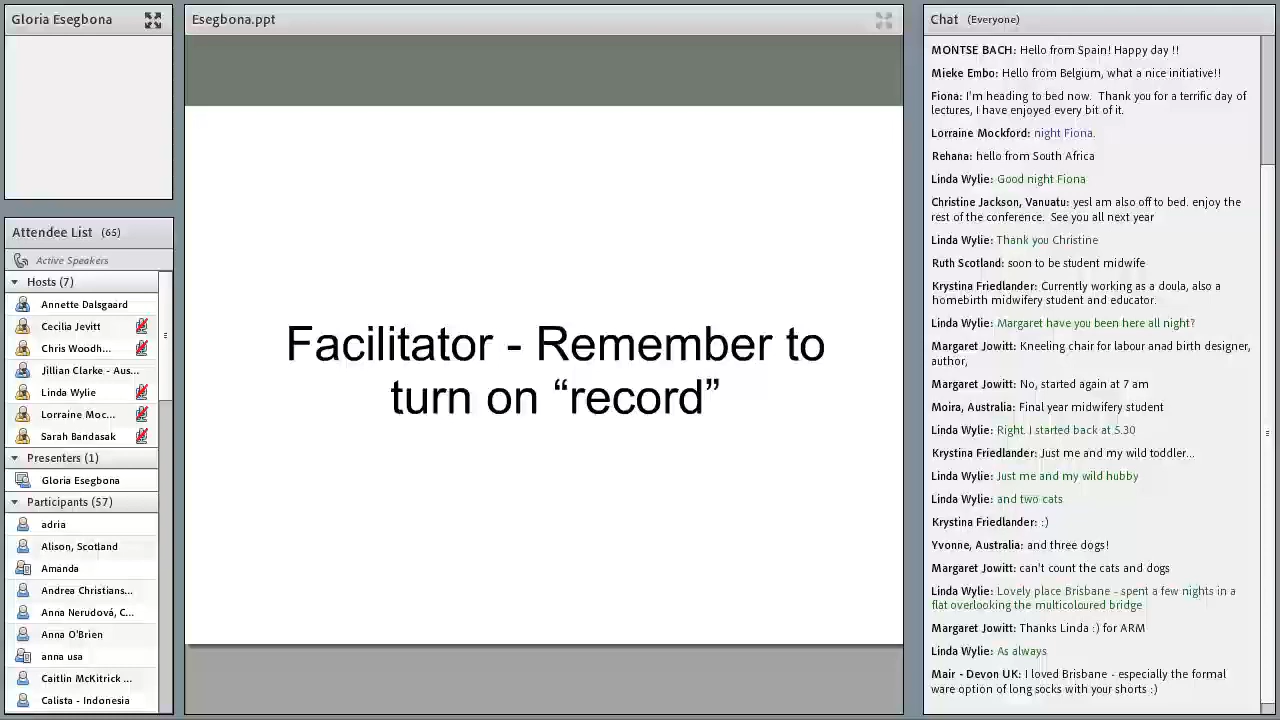 Gloria Esegbona
Attendee List (65)
Active Speakers
Hosts (7)
Annette Dalsgaard
Cecilia Jevitt
Chris Woodh...
Jillian Clarke - Aus...
Linda Wylie
Lorraine Moc...
Sarah Bandasak
Presenters (1)
Gloria Esegbona
Participants (57)
adria
Alison, Scotland
Amanda
Andrea Christians...
Anna Nerudová, C...
Anna O'Brien
anna usa
Caitlin McKitrick ...
Calista - Indonesia
Esegbona.ppt
Facilitator - Remember to
turn on “record”
Chat (Everyone)
MONTSE BACH: Hello from Spain! Happy day !!
Mieke Embo: Hello from Belgium, what a nice initiative!!
Fiona: I'm heading to bed now. Thank you for a terrific day of
lectures, I have enjoyed every bit of it.
Lorraine Mockford: night Fiona.
Rehana: hello from South Africa
Linda Wylie: Good night Fiona
Christine Jackson, Vanuatu: yesI am also off to bed. enjoy the
rest of the conference. See you all next year
Linda Wylie: Thank you Christine
Ruth Scotland: soon to be student midwife
Krystina Friedlander: Currently working as a doula, also a
homebirth midwifery student and educator.
Linda Wylie: Margaret have you been here all night?
Margaret Jowitt: Kneeling chair for labour anad birth designer,
author,
Margaret Jowitt: No, started again at 7 am
Moira, Australia: Final year midwifery student
Linda Wylie: Right. I started back at 5.30
Krystina Friedlander: Just me and my wild toddler...
Linda Wylie: Just me and my wild hubby
Linda Wylie: and two cats
Krystina Friedlander: :)
Yvonne, Australia: and three dogs!
Margaret Jowitt: can't count the cats and dogs
Linda Wylie: Lovely place Brisbane - spent a few nights in a
flat overlooking the multicoloured bridge
Margaret Jowitt: Thanks Linda :) for ARM
Linda Wylie: As always
Mair - Devon UK: I loved Brisbane - especially the formal
ware option of long socks with your shorts :)